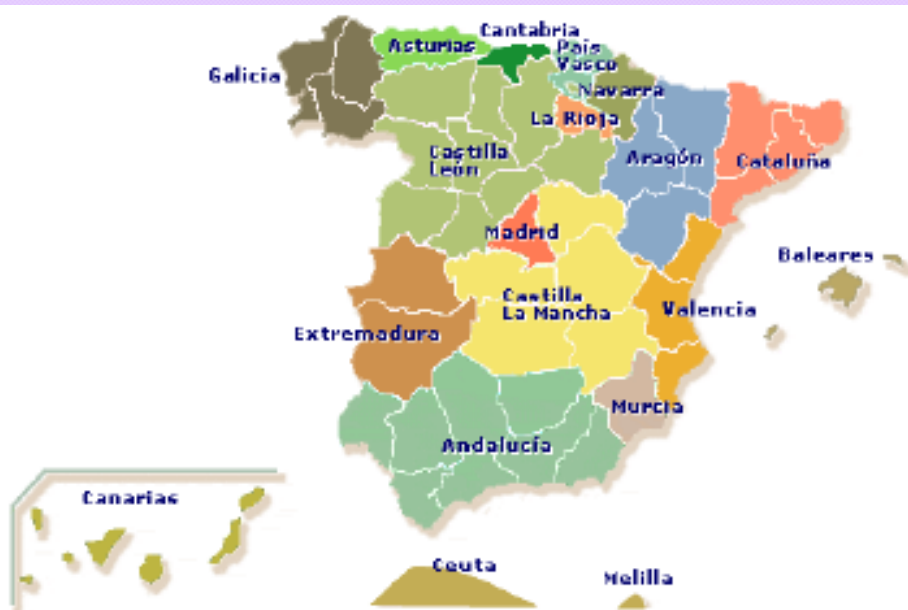 Cantabria
Asturias
País
Vasco
Galicia
Navarra
La Rioja
Castilla
León
Aragón
Cataluña
Madrid
Baleares
Castilla
La Mancha
Valencia
Extremadura
Murcia
Andalucía
Canarias
Ceuta
Melilla